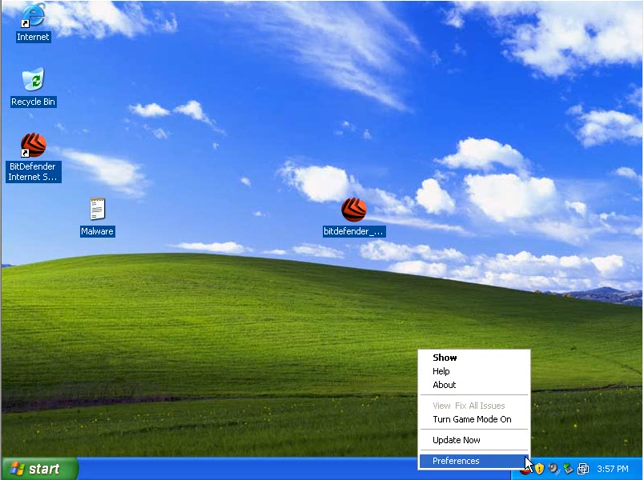 Internet
Recycle Bin
BitDefender
Internet S...
Malware
bitdefender_...
Show
Help
About
View Fix All Issues
Turn Game Mode On
Update Now
Preferences
start
3:57 PM